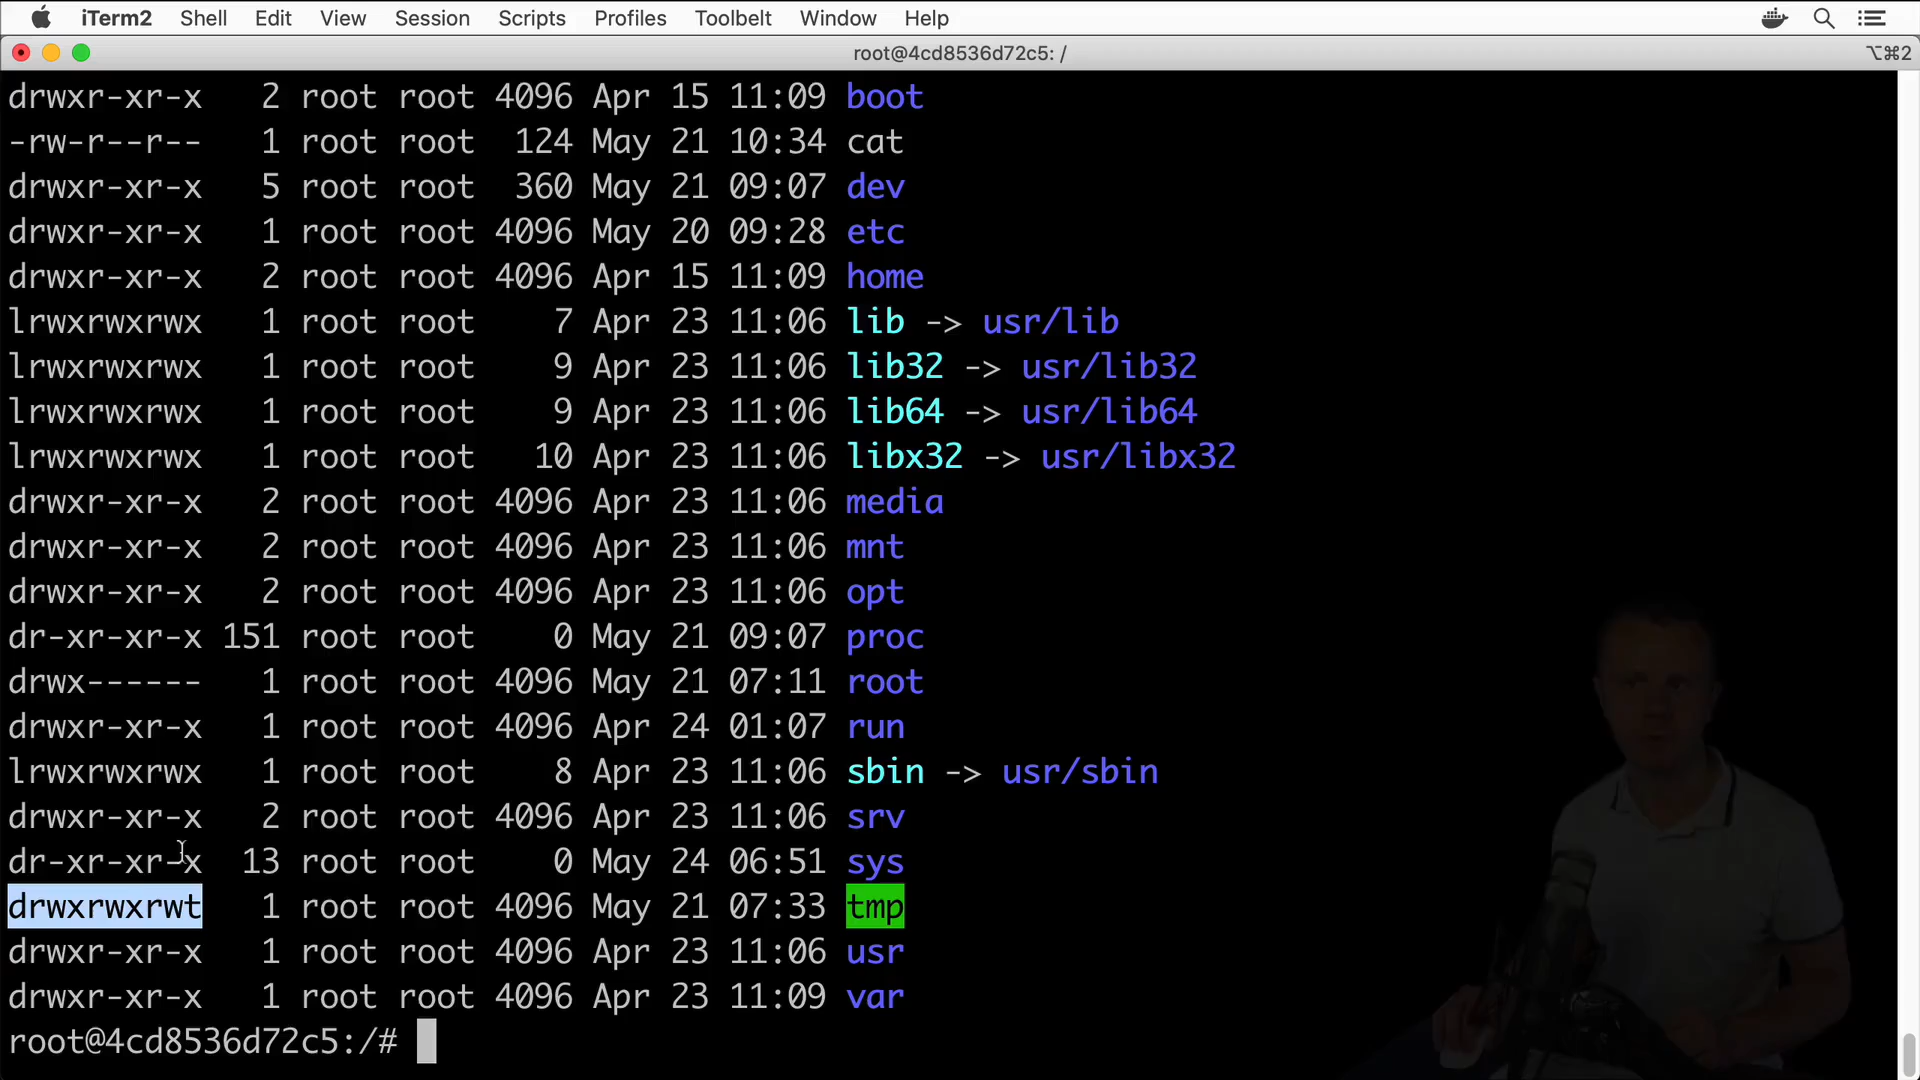 iTerm2 Shell Edit View Session Scripts Profiles Toolbelt Window Help
root@4cd8536d72c5: / ⌥⌘2
drwxr-xr-x 2 root root 4096 Apr 15 11:09 boot
-rw-r--r-- 1 root root 124 May 21 10:34 cat
drwxr-xr-x 5 root root 360 May 21 09:07 dev
drwxr-xr-x 1 root root 4096 May 20 09:28 etc
drwxr-xr-x 2 root root 4096 Apr 15 11:09 home
lrwxrwxrwx 1 root root 7 Apr 23 11:06 lib -> usr/lib
lrwxrwxrwx 1 root root 9 Apr 23 11:06 lib32 -> usr/lib32
lrwxrwxrwx 1 root root 9 Apr 23 11:06 lib64 -> usr/lib64
lrwxrwxrwx 1 root root 10 Apr 23 11:06 libx32 -> usr/libx32
drwxr-xr-x 2 root root 4096 Apr 23 11:06 media
drwxr-xr-x 2 root root 4096 Apr 23 11:06 mnt
drwxr-xr-x 2 root root 4096 Apr 23 11:06 opt
dr-xr-xr-x 151 root root 0 May 21 09:07 proc
drwx------ 1 root root 4096 May 21 07:11 root
drwxr-xr-x 1 root root 4096 Apr 24 01:07 run
lrwxrwxrwx 1 root root 8 Apr 23 11:06 sbin -> usr/sbin
drwxr-xr-x 2 root root 4096 Apr 23 11:06 srv
dr-xr-xr-x 13 root root 0 May 24 06:51 sys
drwxrwxrwt 1 root root 4096 May 21 07:33 tmp
drwxr-xr-x 1 root root 4096 Apr 23 11:06 usr
drwxr-xr-x 1 root root 4096 Apr 23 11:09 var
root@4cd8536d72c5:/#